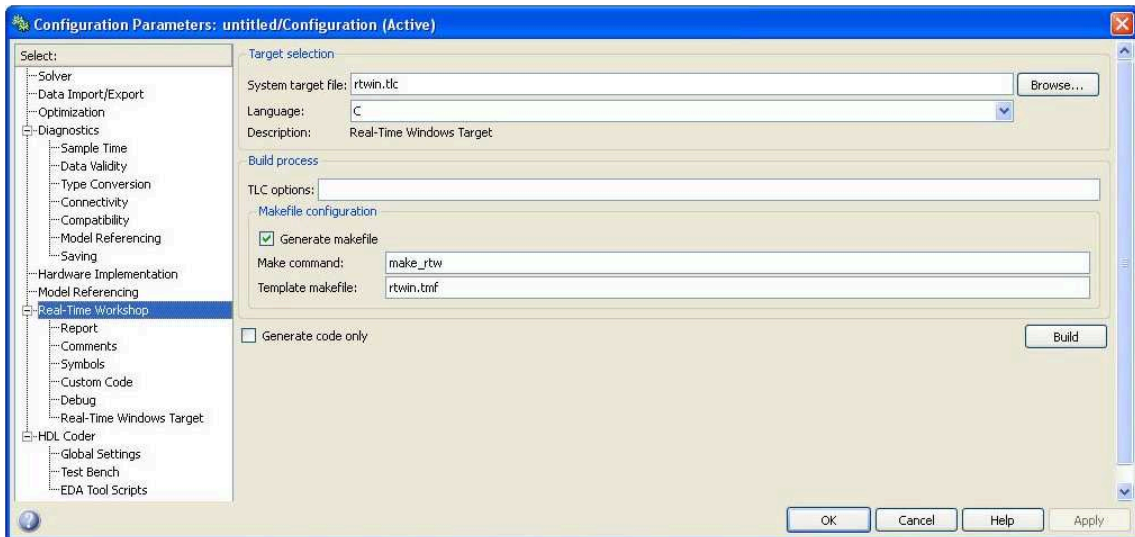 Configuration Parameters: untitled/Configuration (Active)
Select:
Solver
Data Import/Export
Optimization
Diagnostics
Sample Time
Data Validity
Type Conversion
Connectivity
Compatibility
Model Referencing
Saving
Hardware Implementation
Model Referencing
Real-Time Workshop
Report
Comments
Symbols
Custom Code
Debug
Real-Time Windows Target
HDL Coder
Global Settings
Test Bench
EDA Tool Scripts
Target selection
System target file: rtwin.tlc Browse...
Language: C
Description: Real-Time Windows Target
Build process
TLC options:
Makefile configuration
Generate makefile
Make command: make_rtw
Template makefile: rtwin.tmf
Generate code only Build
OK Cancel Help Apply